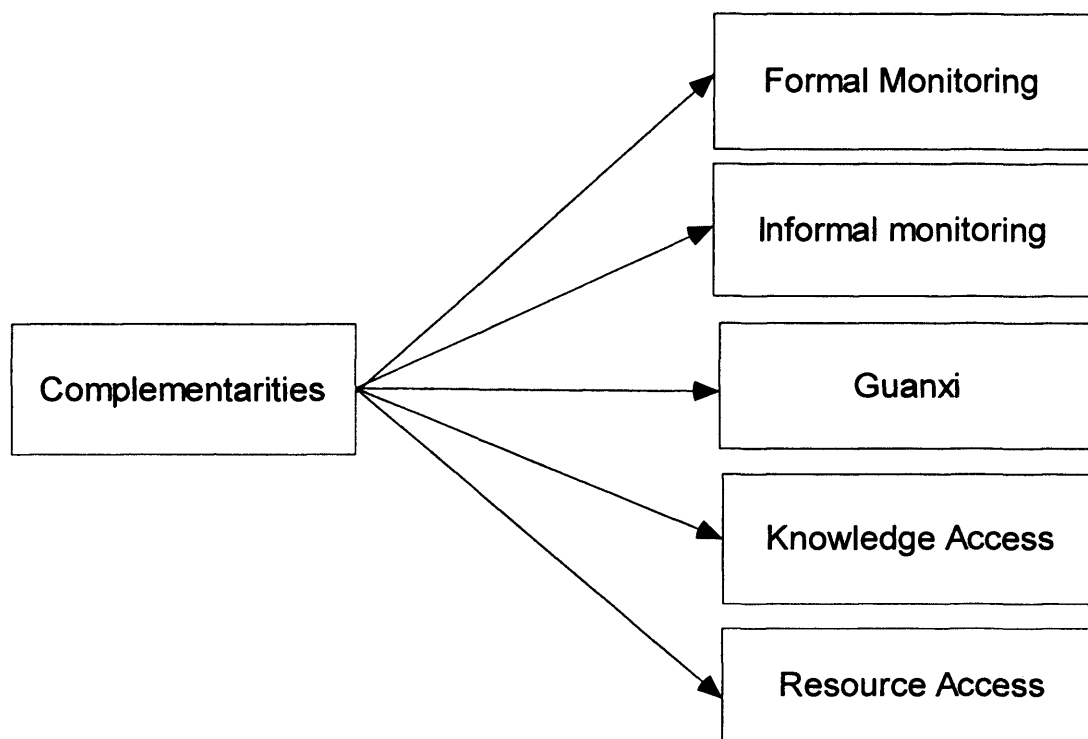 Formal Monitoring
Informal monitoring
Complementarities
Guanxi
Knowledge Access
Resource Access